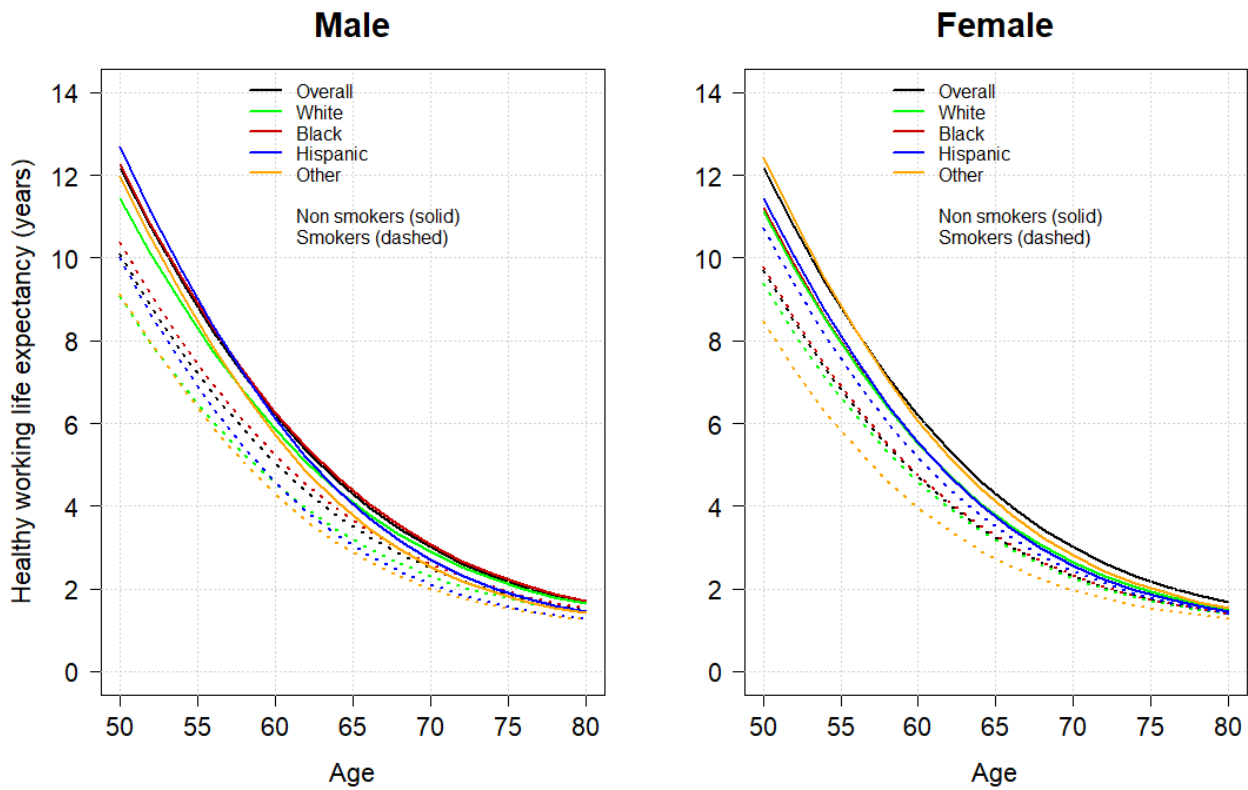 Male
Healthy working life expectancy (years)
14
12
10
8
6
4
2
0
Overall
White
Black
Hispanic
Other
Non smokers (solid)
Smokers (dashed)
50 55 60 65 70 75 80
Age
Female
14
12
10
8
6
4
2
0
Overall
White
Black
Hispanic
Other
Non smokers (solid)
Smokers (dashed)
50 55 60 65 70 75 80
Age